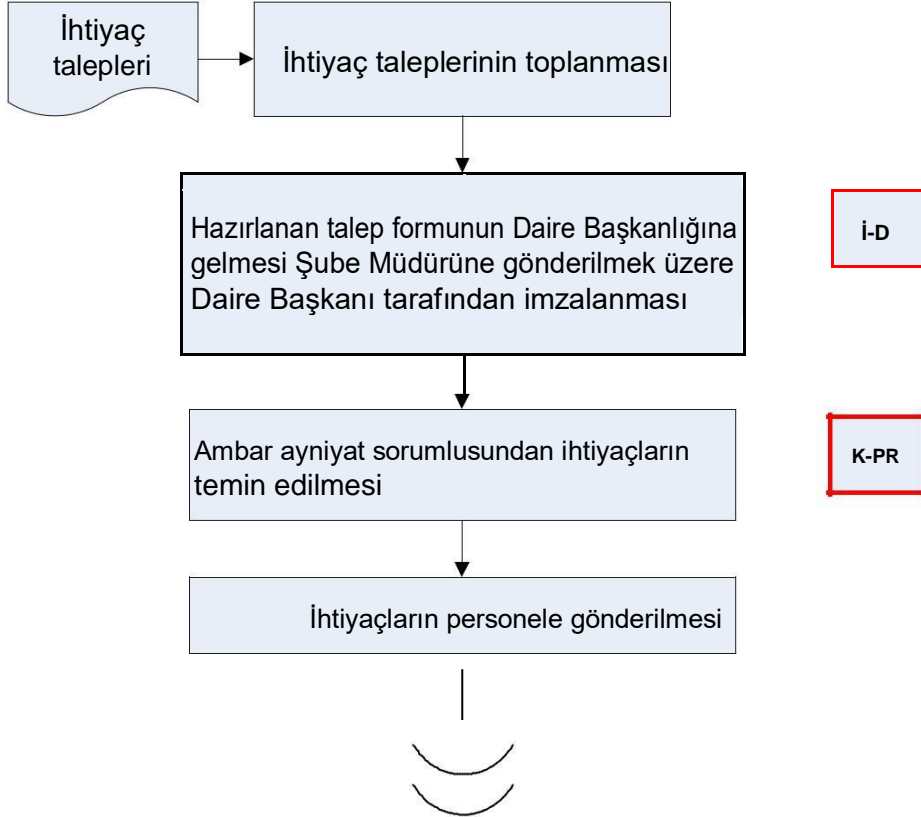 İhtiyaç
talepleri
İhtiyaç taleplerinin toplanması
Hazırlanan talep formunun Daire Başkanlığına
gelmesi Şube Müdürüne gönderilmek üzere
Daire Başkanı tarafından imzalanması
İ-D
Ambar ayniyat sorumlusundan ihtiyaçların
temin edilmesi
K-PR
İhtiyaçların personele gönderilmesi